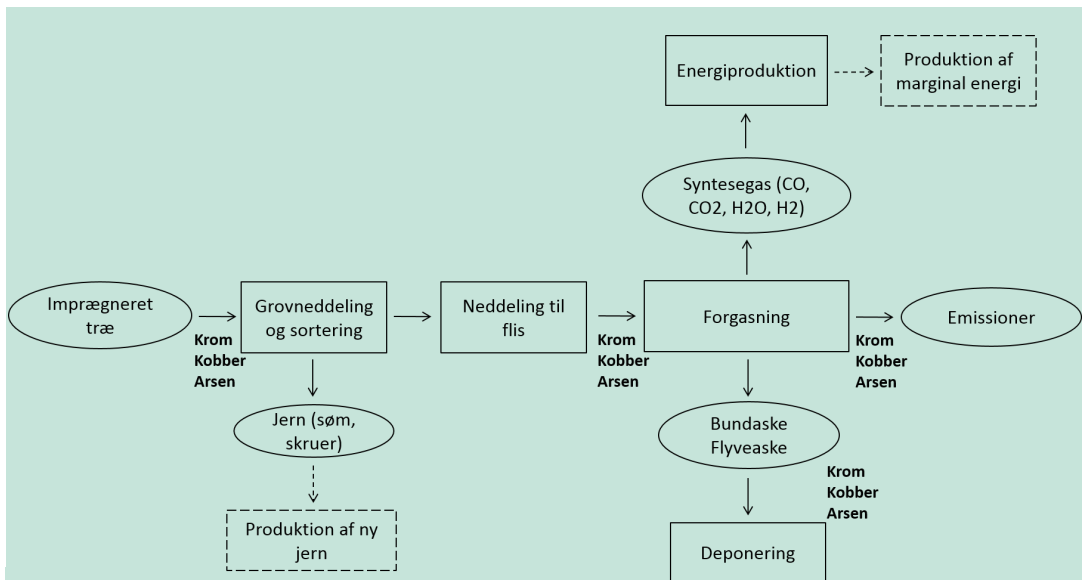 Energiproduktion
Produktion af
marginal energi
Syntesegas (CO,
CO2, H2O, H2)
Imprægneret
træ
Krom
Kobber
Arsen
Grovneddeling
og sortering
Neddeling til
flis
Krom
Kobber
Arsen
Forgasning
Krom
Kobber
Arsen
Emissioner
Jern (søm,
skruer)
Produktion af ny
jern
Bundaske
Flyveaske
Krom
Kobber
Arsen
Deponering